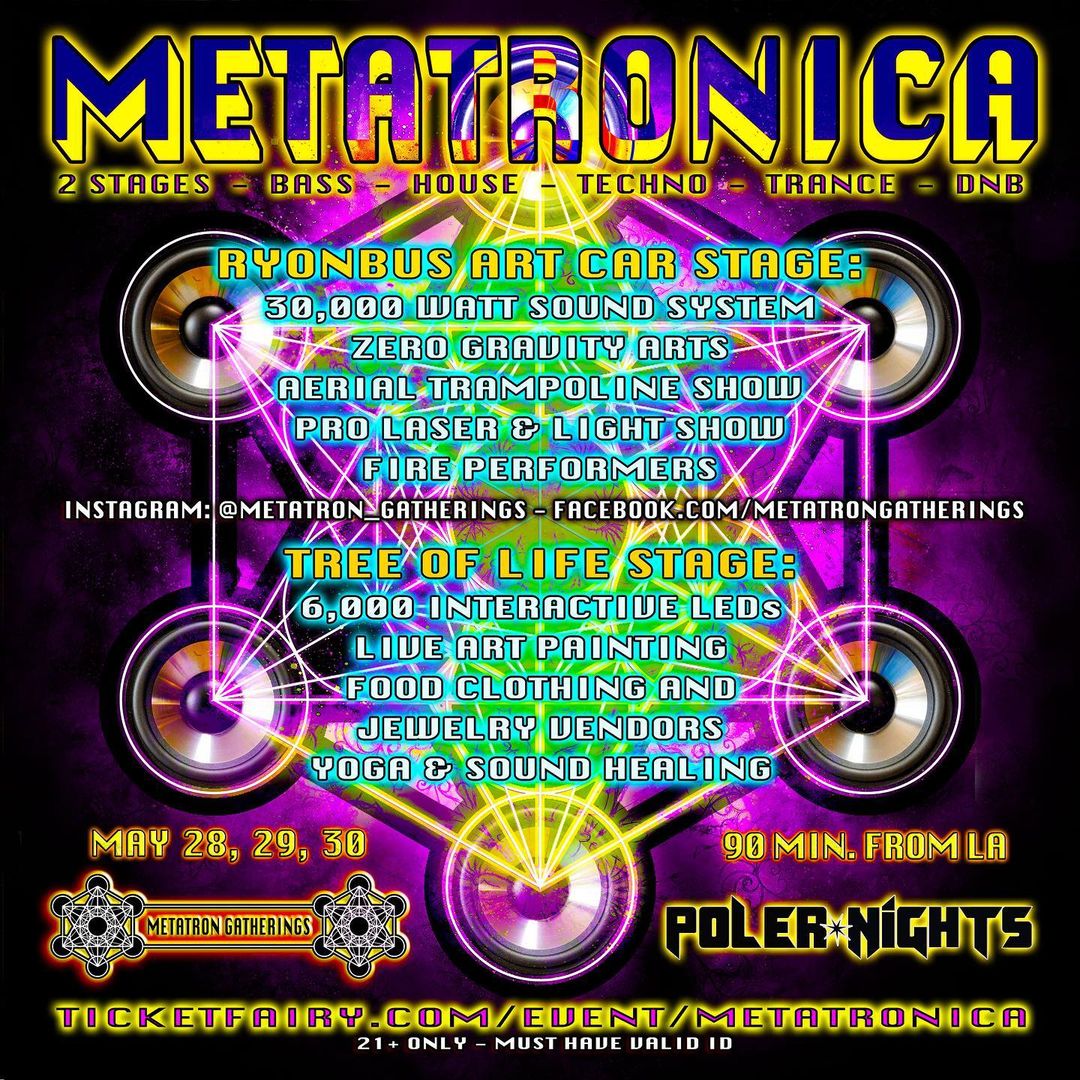 METATRONICA
2 STAGES - BASS - HOUSE - TECHNO - TRANCE - DNB
RYONBUS ART CAR STAGE:
30,000 WATT SOUND SYSTEM
ZERO GRAVITY ARTS
AERIAL TRAMPOLINE SHOW
PRO LASER & LIGHT SHOW
FIRE PERFORMERS
INSTAGRAM: @METATRON_GATHERINGS - FACEBOOK.COM/METATRONGATHERINGS
TREE OF LIFE STAGE:
6,000 INTERACTIVE LEDs
LIVE ART PAINTING
FOOD CLOTHING AND
JEWELRY VENDORS
YOGA & SOUND HEALING
MAY 28, 29, 30
90 MIN. FROM LA
METATRON GATHERINGS
POLER NIGHTS
TICKETFAIRY.COM/EVENT/METATRONICA
21+ ONLY - MUST HAVE VALID ID